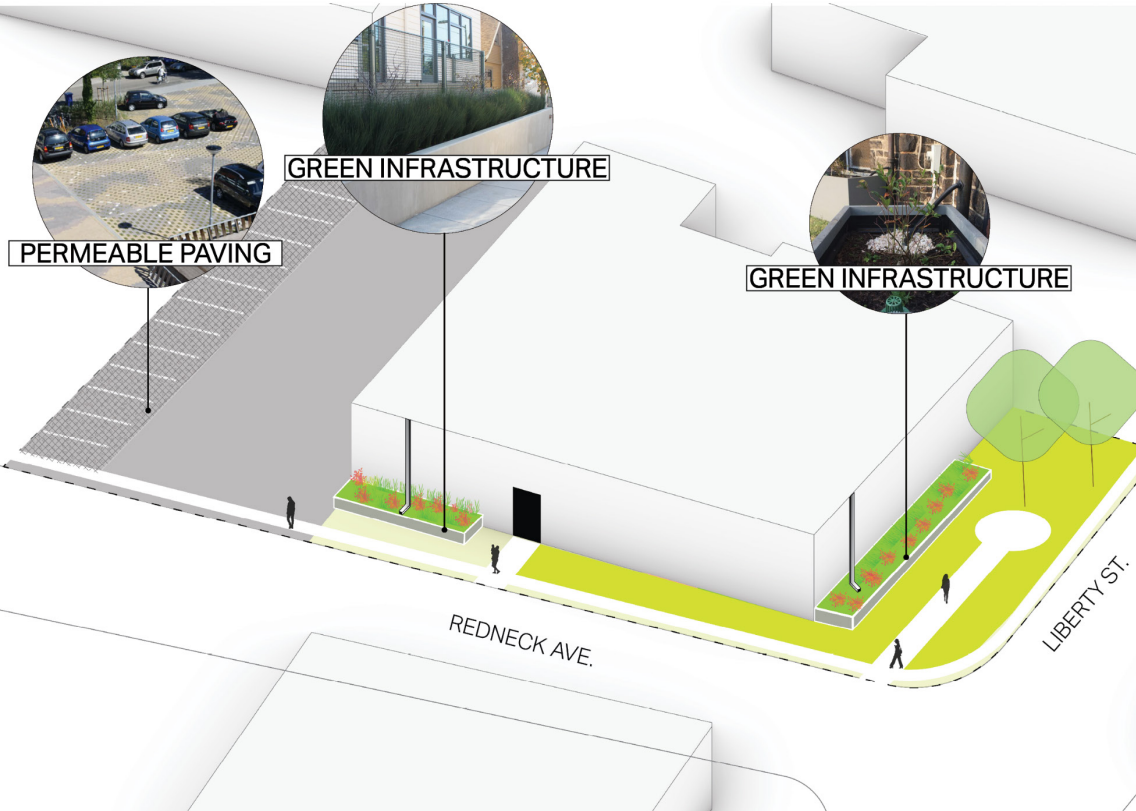 GREEN INFRASTRUCTURE
PERMEABLE PAVING
GREEN INFRASTRUCTURE
REDNECK AVE.
LIBERTY ST.